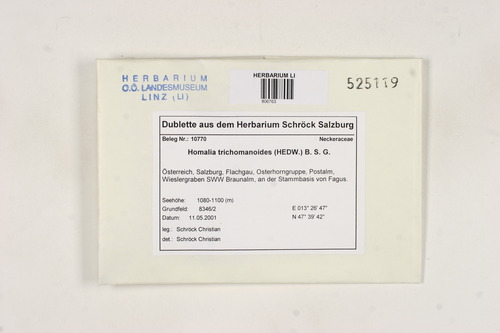 HERBARIUM
O.Ö. LANDESMUSEUM
LINZ (LI)
HERBARIUM LI
525119
Dublette aus dem Herbarium Schröck Salzburg
Beleg Nr.: 10770 Neckeraceae
Homalia trichomanoides (HEDW.) B. S. G.
Österreich, Salzburg, Flachgau, Osterhorngruppe, Postalm,
Wieslergraben SWW Braunalm, an der Stammbasis von Fagus.
Seehöhe: 1080-1100 (m) E 013° 26' 47"
Grundfeld: 8346/2 N 47° 39' 42"
Datum: 11.05.2001
leg.: Schröck Christian
det.: Schröck Christian